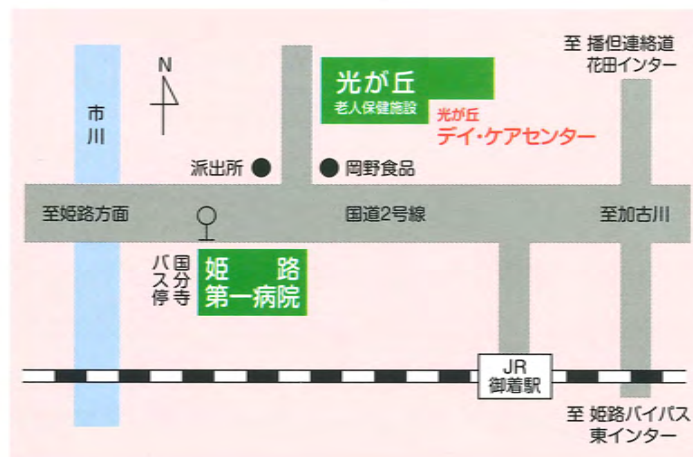 至 播但連絡道
花田インター
N
市川
光が丘
老人保健施設
光が丘
デイ・ケアセンター
派出所
岡野食品
至姫路方面
国道2号線
至加古川
国分寺
バス停
姫路
第一病院
JR
御着駅
至 姫路バイパス
東インター